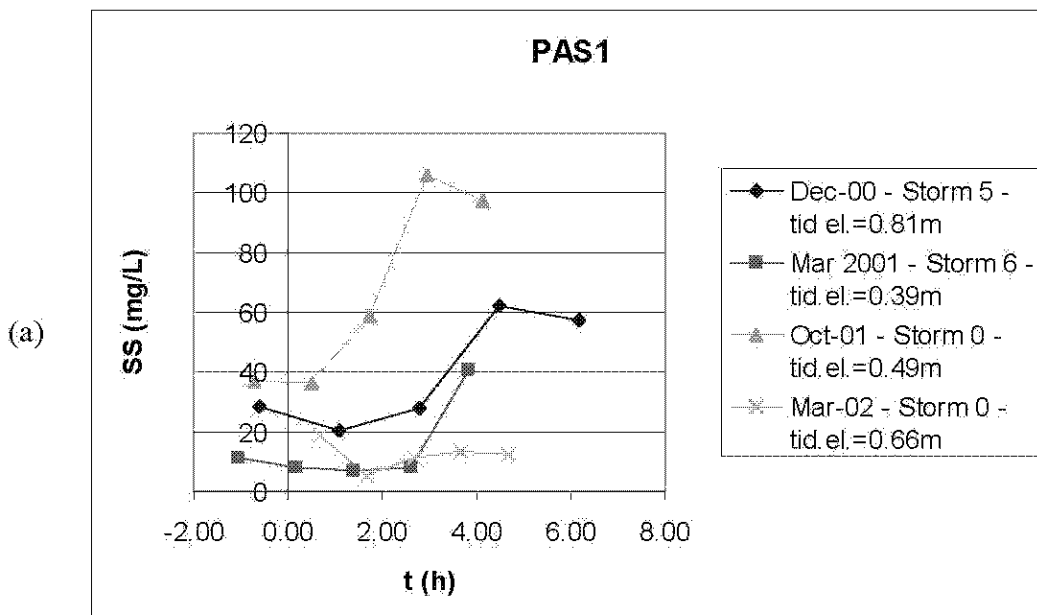 PAS1
120
100
80
60
40
20
0
SS (mg/L)
(a)
-2.00 0.00 2.00 4.00 6.00 8.00
t (h)
Dec-00 - Storm 5 -
tid el.=0.81m
Mar 2001 - Storm 6 -
tid.el.=0.39m
Oct-01 - Storm 0 -
tid.el.=0.49m
Mar-02 - Storm 0 -
tid.el.=0.66m